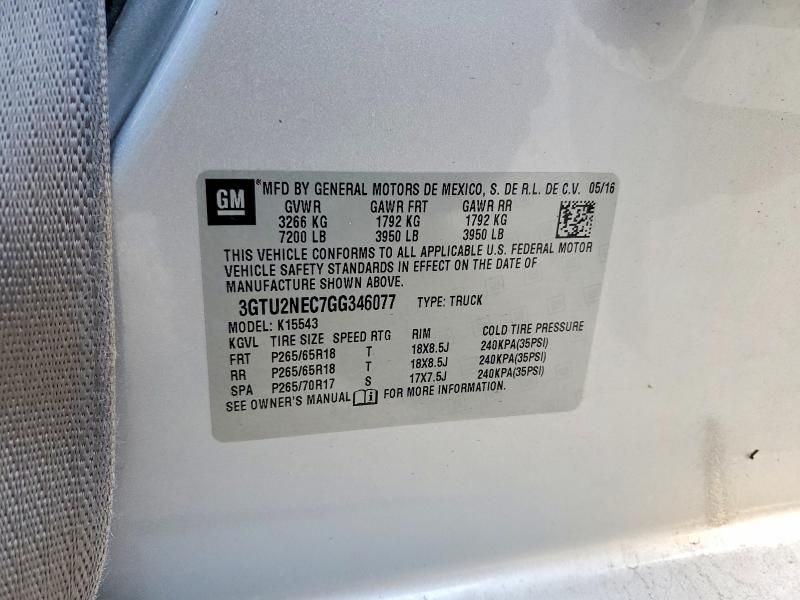 GM ® MFD BY GENERAL MOTORS DE MEXICO, S. DE R.L. DE C.V. 05/16
GVWR GAWR FRT GAWR RR
3266 KG 1792 KG 1792 KG
7200 LB 3950 LB 3950 LB
THIS VEHICLE CONFORMS TO ALL APPLICABLE U.S. FEDERAL MOTOR
VEHICLE SAFETY STANDARDS IN EFFECT ON THE DATE OF
MANUFACTURE SHOWN ABOVE.
3GTU2NEC7GG346077 TYPE: TRUCK
MODEL: K15543
KGVL TIRE SIZE SPEED RTG RIM COLD TIRE PRESSURE
FRT P265/65R18 T 18X8.5J 240KPA(35PSI)
RR P265/65R18 T 18X8.5J 240KPA(35PSI)
SPA P265/70R17 S 17X7.5J 240KPA(35PSI)
SEE OWNER'S MANUAL i FOR MORE INFORMATION.